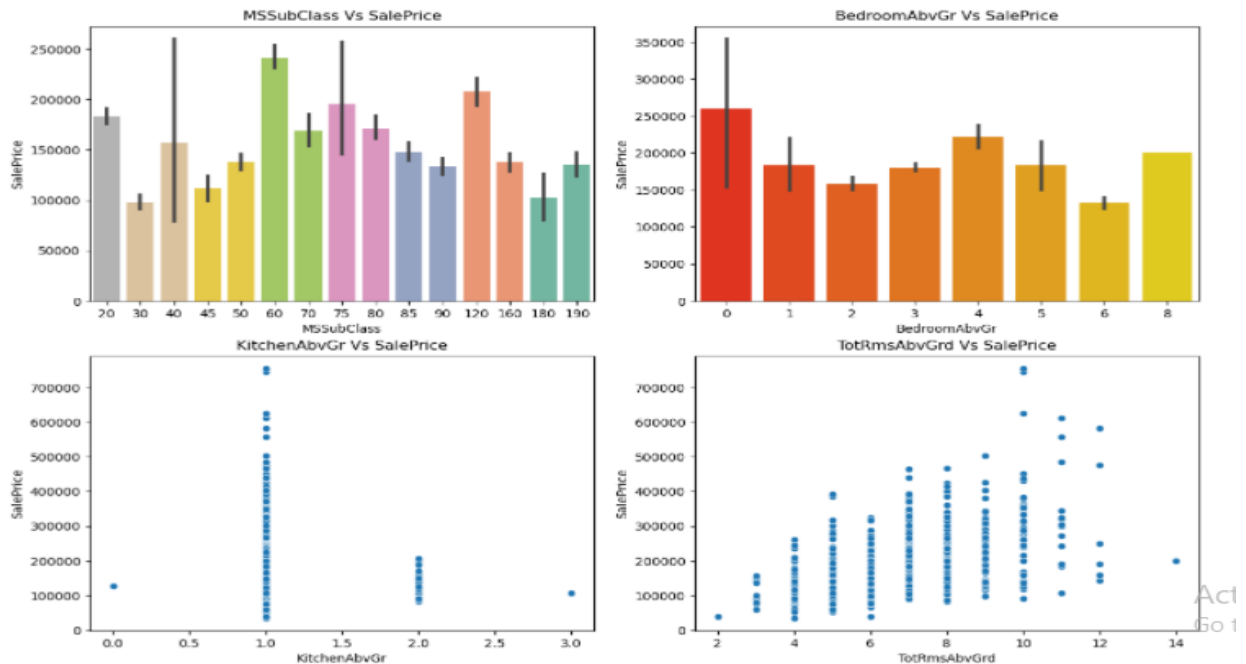 MSSubClass Vs SalePrice
250000
200000
150000
100000
50000
0
SalePrice
20 30 40 45 50 60 70 75 80 85 90 120 160 180 190
MSSubClass
BedroomAbvGr Vs SalePrice
350000
300000
250000
200000
150000
100000
50000
0
SalePrice
0 1 2 3 4 5 6 8
BedroomAbvGr
KitchenAbvGr Vs SalePrice
700000
600000
500000
400000
300000
200000
100000
0
SalePrice
0.0 0.5 1.0 1.5 2.0 2.5 3.0
KitchenAbvGr
TotRmsAbvGrd Vs SalePrice
700000
600000
500000
400000
300000
200000
100000
0
SalePrice
2 4 6 8 10 12 14
TotRmsAbvGrd
Act
Go t